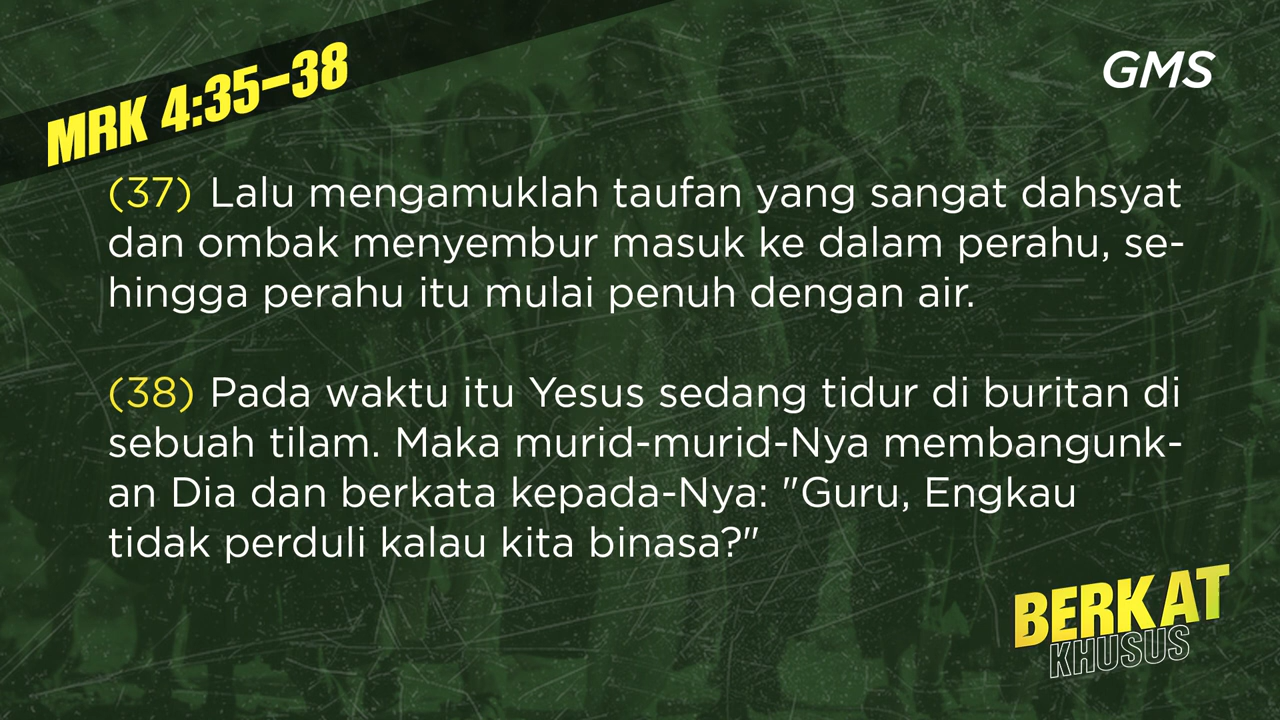 MRK 4:35–38
GMS
(37) Lalu mengamuklah taufan yang sangat dahsyat
dan ombak menyembur masuk ke dalam perahu, se-
hingga perahu itu mulai penuh dengan air.
(38) Pada waktu itu Yesus sedang tidur di buritan di
sebuah tilam. Maka murid-murid-Nya membangunk-
an Dia dan berkata kepada-Nya: "Guru, Engkau
tidak perduli kalau kita binasa?"
BERKAT
KHUSUS